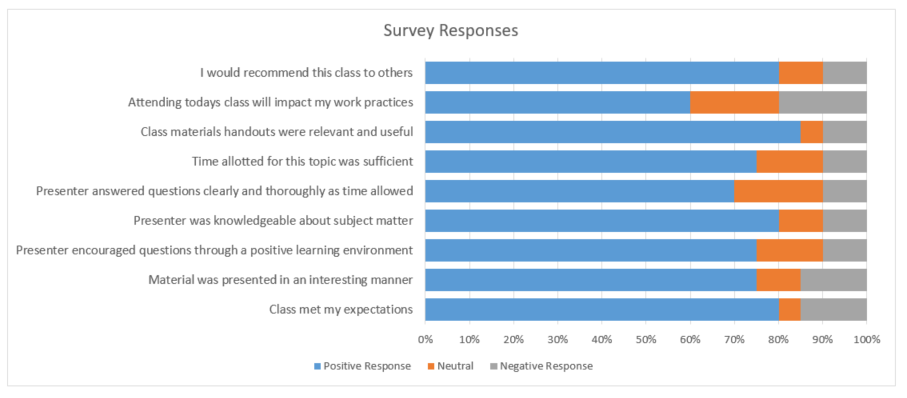 Survey Responses
I would recommend this class to others
Attending todays class will impact my work practices
Class materials handouts were relevant and useful
Time allotted for this topic was sufficient
Presenter answered questions clearly and thoroughly as time allowed
Presenter was knowledgeable about subject matter
Presenter encouraged questions through a positive learning environment
Material was presented in an interesting manner
Class met my expectations
0% 10% 20% 30% 40% 50% 60% 70% 80% 90% 100%
Positive Response Neutral Negative Response